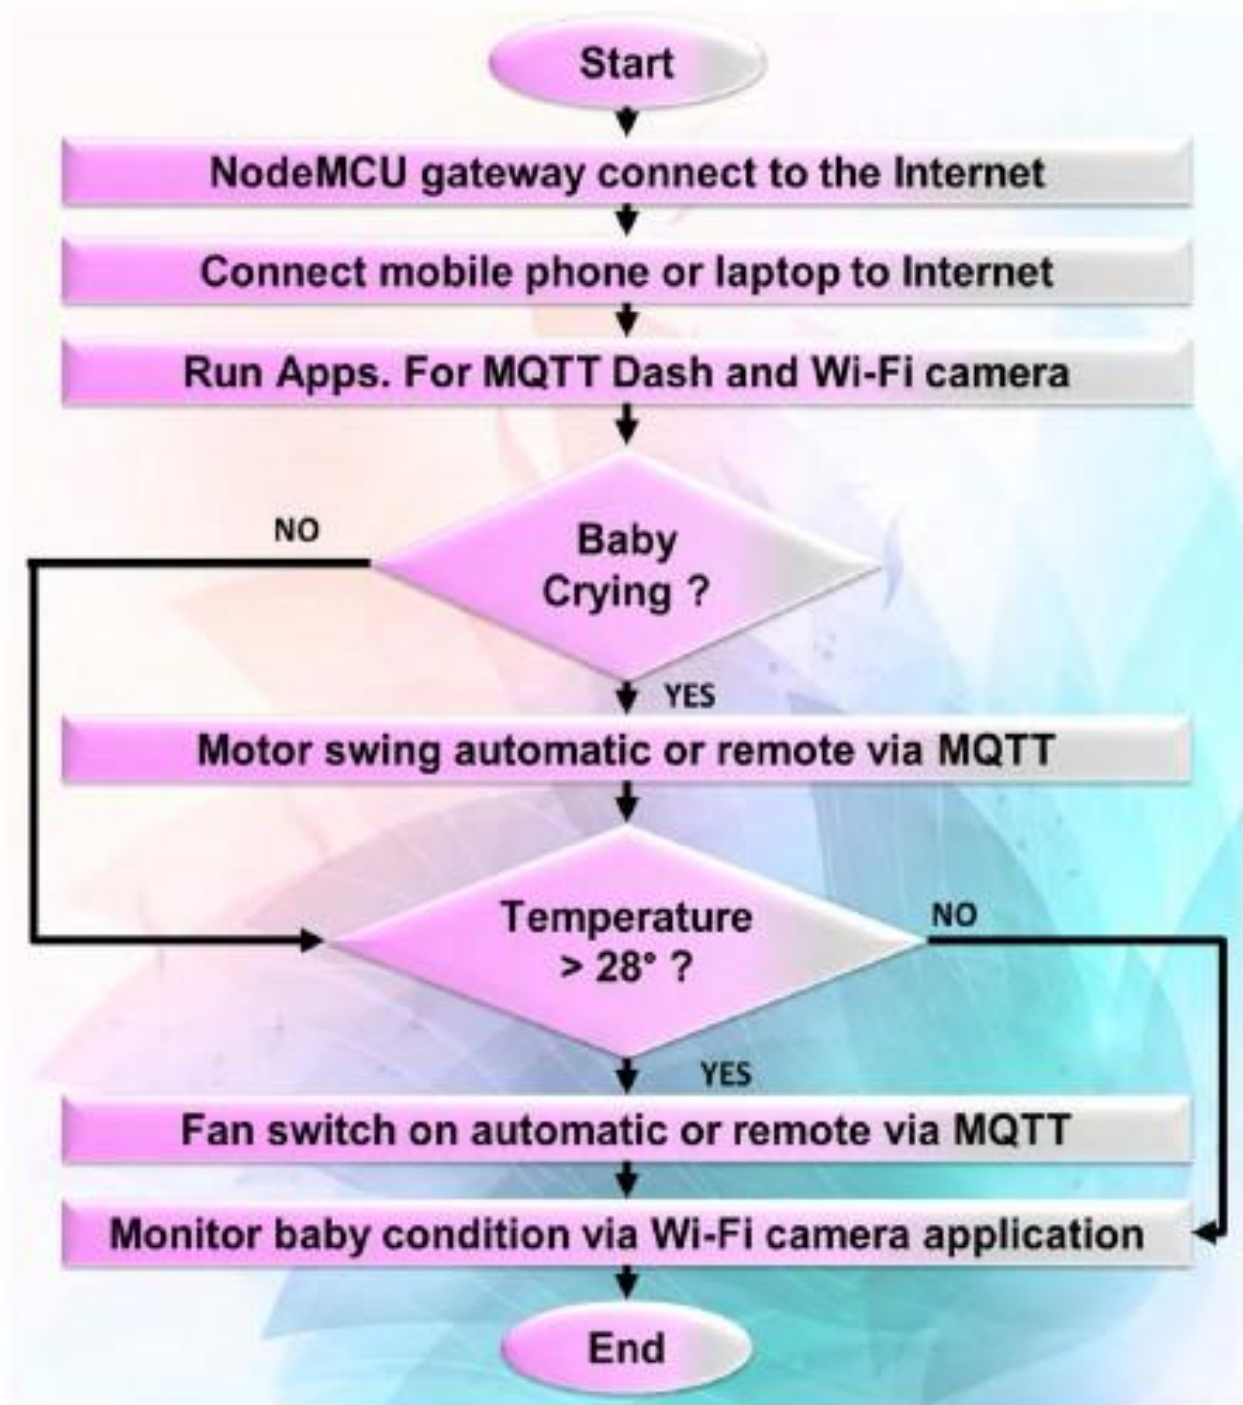 Start
NodeMCU gateway connect to the Internet
Connect mobile phone or laptop to Internet
Run Apps. For MQTT Dash and Wi-Fi camera
NO
Baby
Crying ?
YES
Motor swing automatic or remote via MQTT
Temperature
> 28° ?
NO
YES
Fan switch on automatic or remote via MQTT
Monitor baby condition via Wi-Fi camera application
End